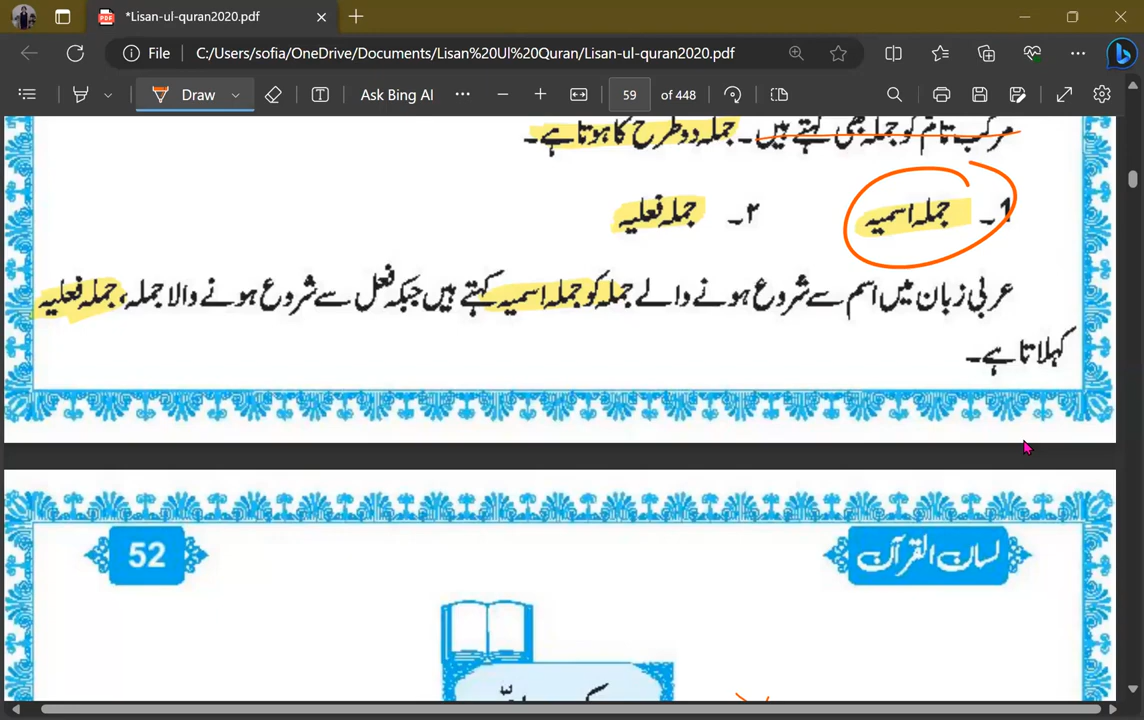 *Lisan-ul-quran2020.pdf
File C:/Users/sofia/OneDrive/Documents/Lisan%20Ul%20Quran/Lisan-ul-quran2020.pdf
Draw Ask Bing AI 59 of 448
مرکب تام کو جملہ بھی کہتے ہیں۔ جملہ دو طرح کا ہوتا ہے۔
1۔ جملہ اسمیہ ۲۔ جملہ فعلیہ
عربی زبان میں اسم سے شروع ہونے والے جملہ کو جملہ اسمیہ کہتے ہیں جبکہ فعل سے شروع ہونے والا جملہ، جملہ فعلیہ
کہلاتا ہے۔
لسان القرآن 52